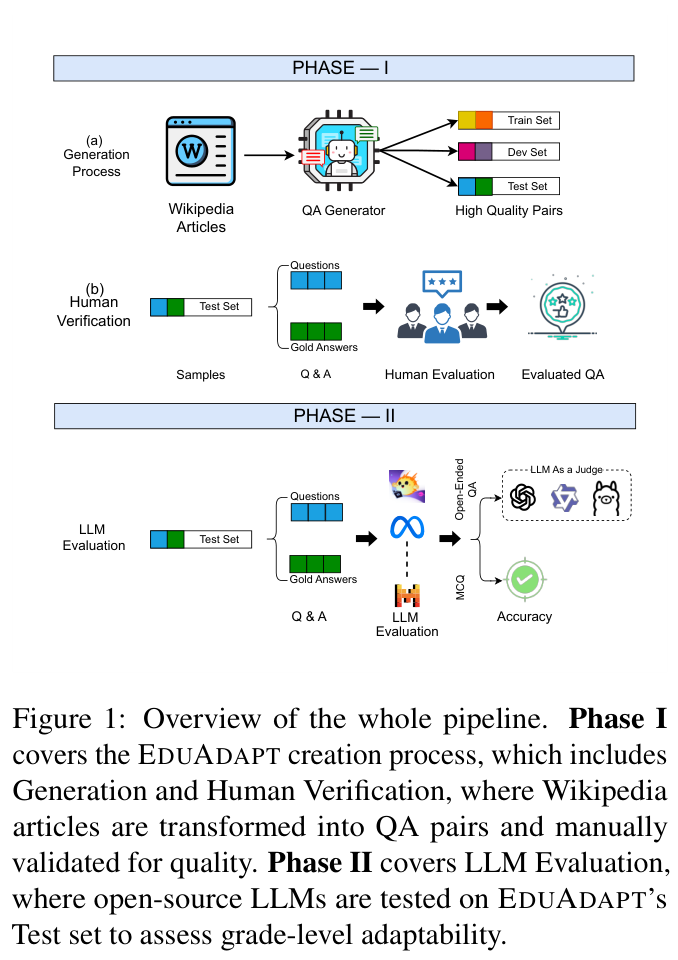 PHASE — I
(a)
Generation
Process
W
Train Set
Dev Set
Test Set
Wikipedia
Articles
QA Generator
High Quality Pairs
(b)
Human
Verification
Test Set
Questions
Gold Answers
Samples
Q & A
Human Evaluation
Evaluated QA
PHASE — II
LLM
Evaluation
Test Set
Questions
Gold Answers
Q & A
LLM
Evaluation
Open-Ended
QA
MCQ
LLM As a Judge
Accuracy
Figure 1: Overview of the whole pipeline. Phase I
covers the EDUADAPT creation process, which includes
Generation and Human Verification, where Wikipedia
articles are transformed into QA pairs and manually
validated for quality. Phase II covers LLM Evaluation,
where open-source LLMs are tested on EDUADAPT's
Test set to assess grade-level adaptability.